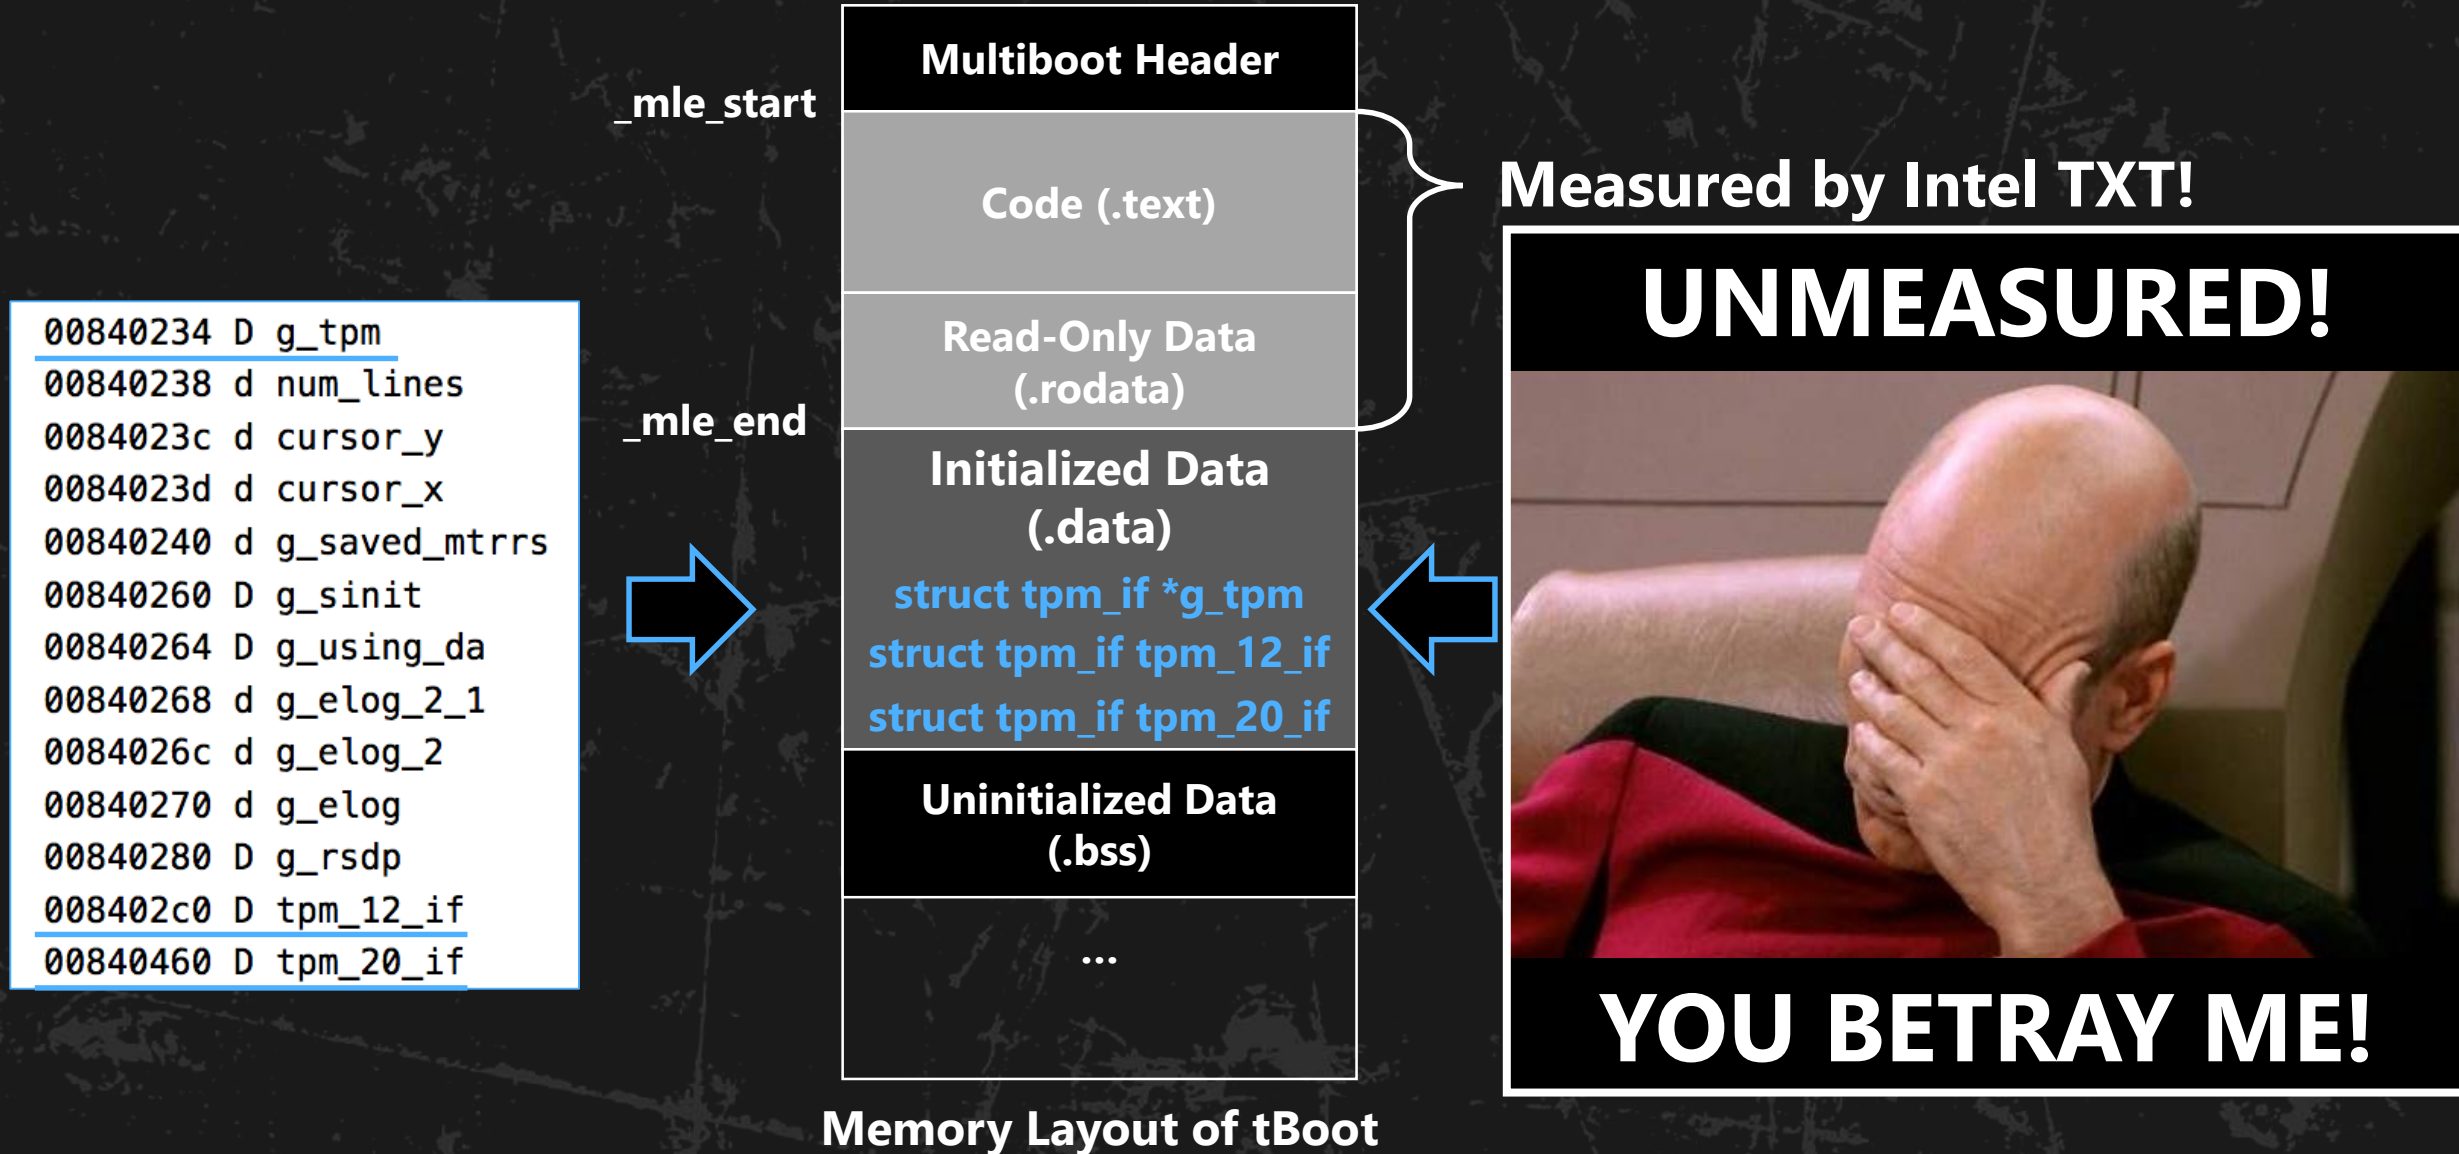 00840234 D g_tpm
00840238 d num_lines
0084023c d cursor_y
0084023d d cursor_x
00840240 d g_saved_mtrrs
00840260 D g_sinit
00840264 D g_using_da
00840268 d g_elog_2_1
0084026c d g_elog_2
00840270 d g_elog
00840280 D g_rsdp
008402c0 D tpm_12_if
00840460 D tpm_20_if
_mle_start
_mle_end
Multiboot Header
Code (.text)
Read-Only Data
(.rodata)
Initialized Data
(.data)
struct tpm_if *g_tpm
struct tpm_if tpm_12_if
struct tpm_if tpm_20_if
Uninitialized Data
(.bss)
...
Memory Layout of tBoot
Measured by Intel TXT!
UNMEASURED!
YOU BETRAY ME!